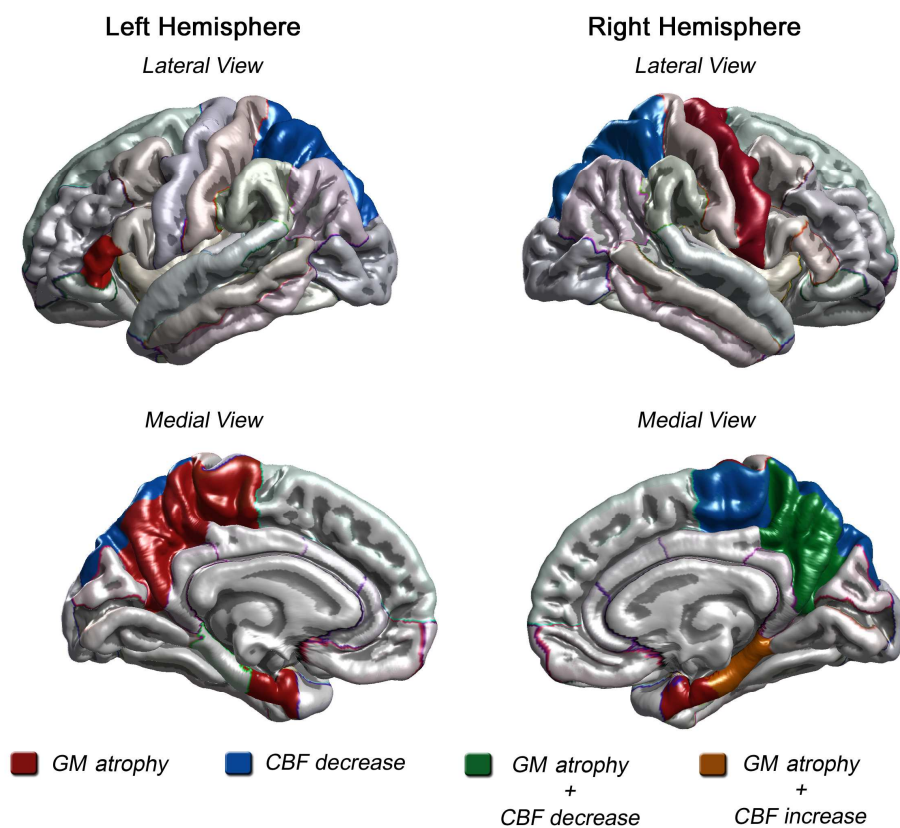 Left Hemisphere
Right Hemisphere
Lateral View
Lateral View
Medial View
Medial View
GM atrophy
CBF decrease
GM atrophy
+
CBF decrease
GM atrophy
+
CBF increase